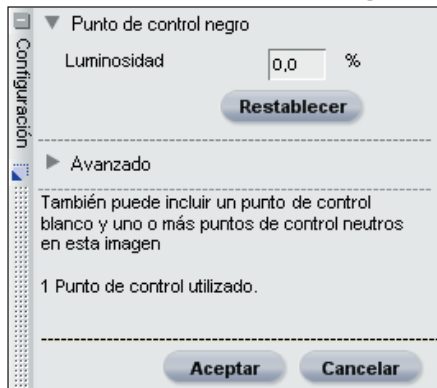 Configuración
Punto de control negro
Luminosidad 0,0 %
Restablecer
Avanzado
También puede incluir un punto de control
blanco y uno o más puntos de control neutros
en esta imagen
1 Punto de control utilizado.
Aceptar Cancelar